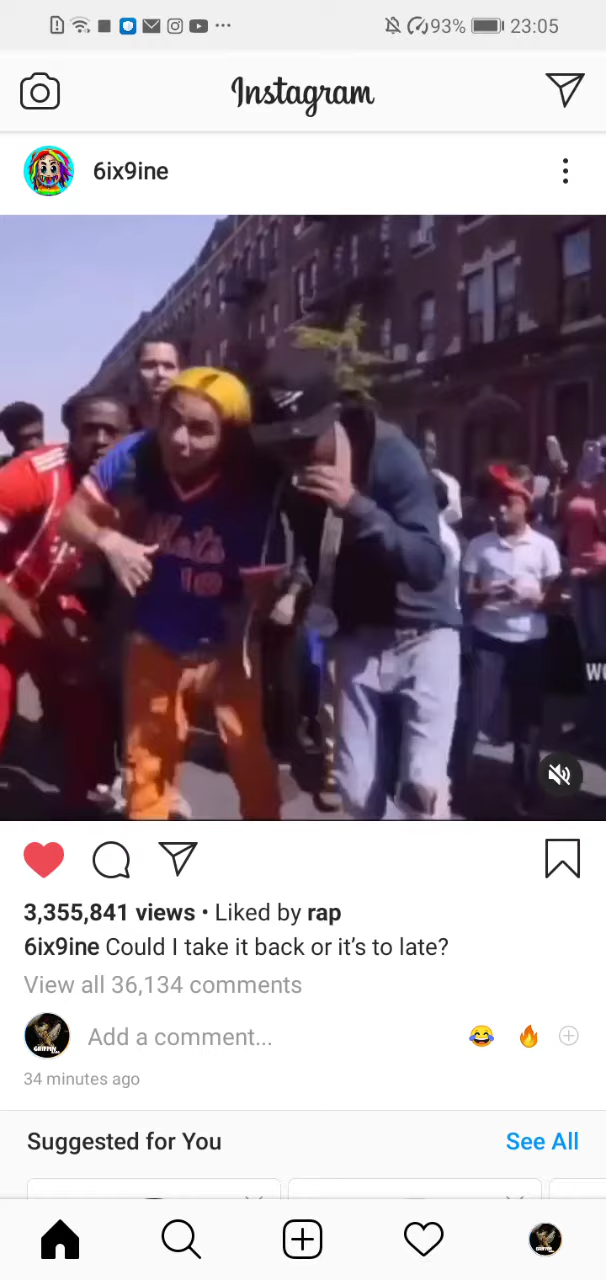 93% 23:05
Instagram
6ix9ine
Mets
WO
3,355,841 views • Liked by rap
6ix9ine Could I take it back or it's to late?
View all 36,134 comments
Add a comment...
34 minutes ago
Suggested for You
See All